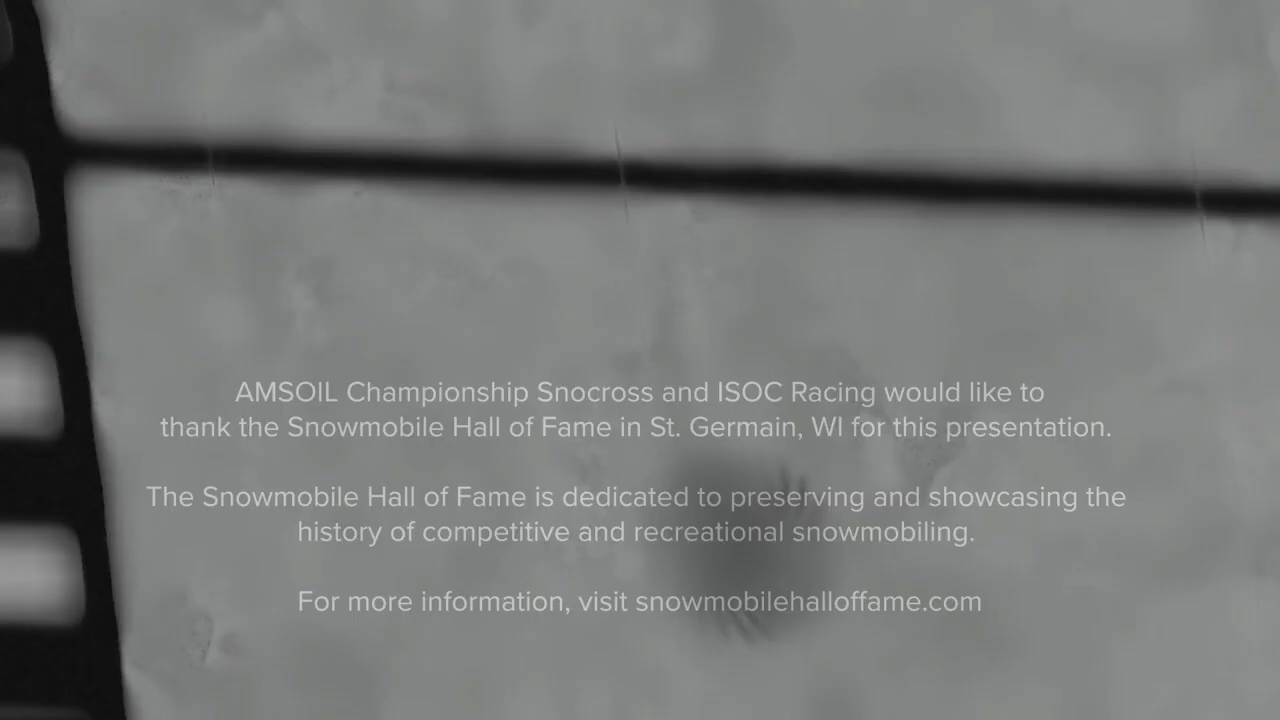 AMSOIL Championship Snocross and ISOC Racing would like to
thank the Snowmobile Hall of Fame in St. Germain, WI for this presentation.
The Snowmobile Hall of Fame is dedicated to preserving and showcasing the
history of competitive and recreational snowmobiling.
For more information, visit snowmobilehalloffame.com